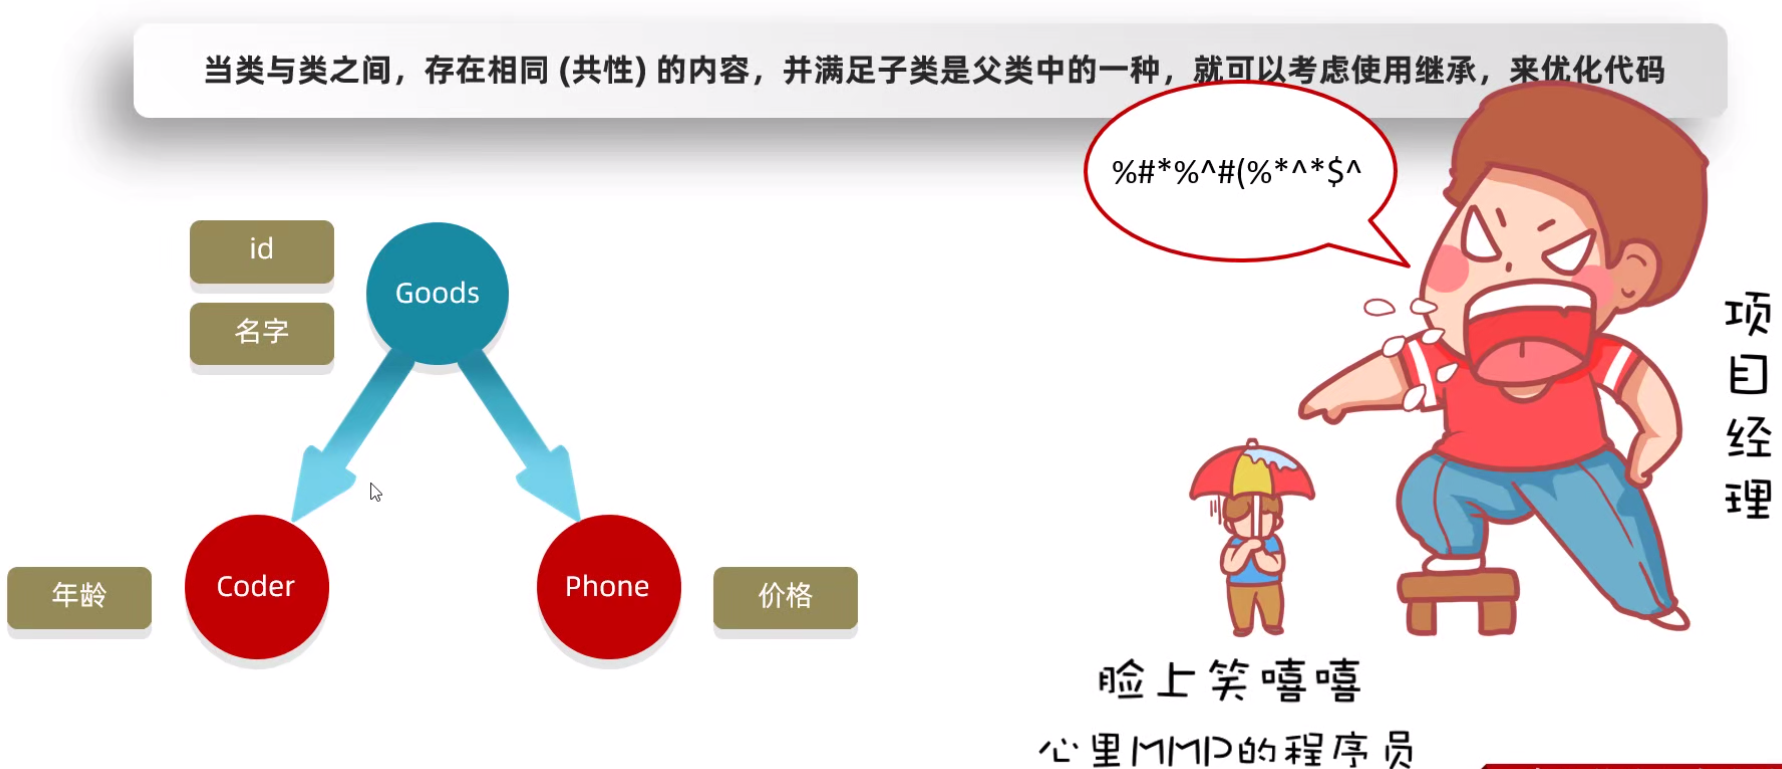 当类与类之间，存在相同 (共性) 的内容，并满足子类是父类中的一种，就可以考虑使用继承，来优化代码
%#*%^#(%*^*$^
id
Goods
名字
项目经理
年龄
Coder
Phone
价格
脸上笑嘻嘻
心里MMP的程序员